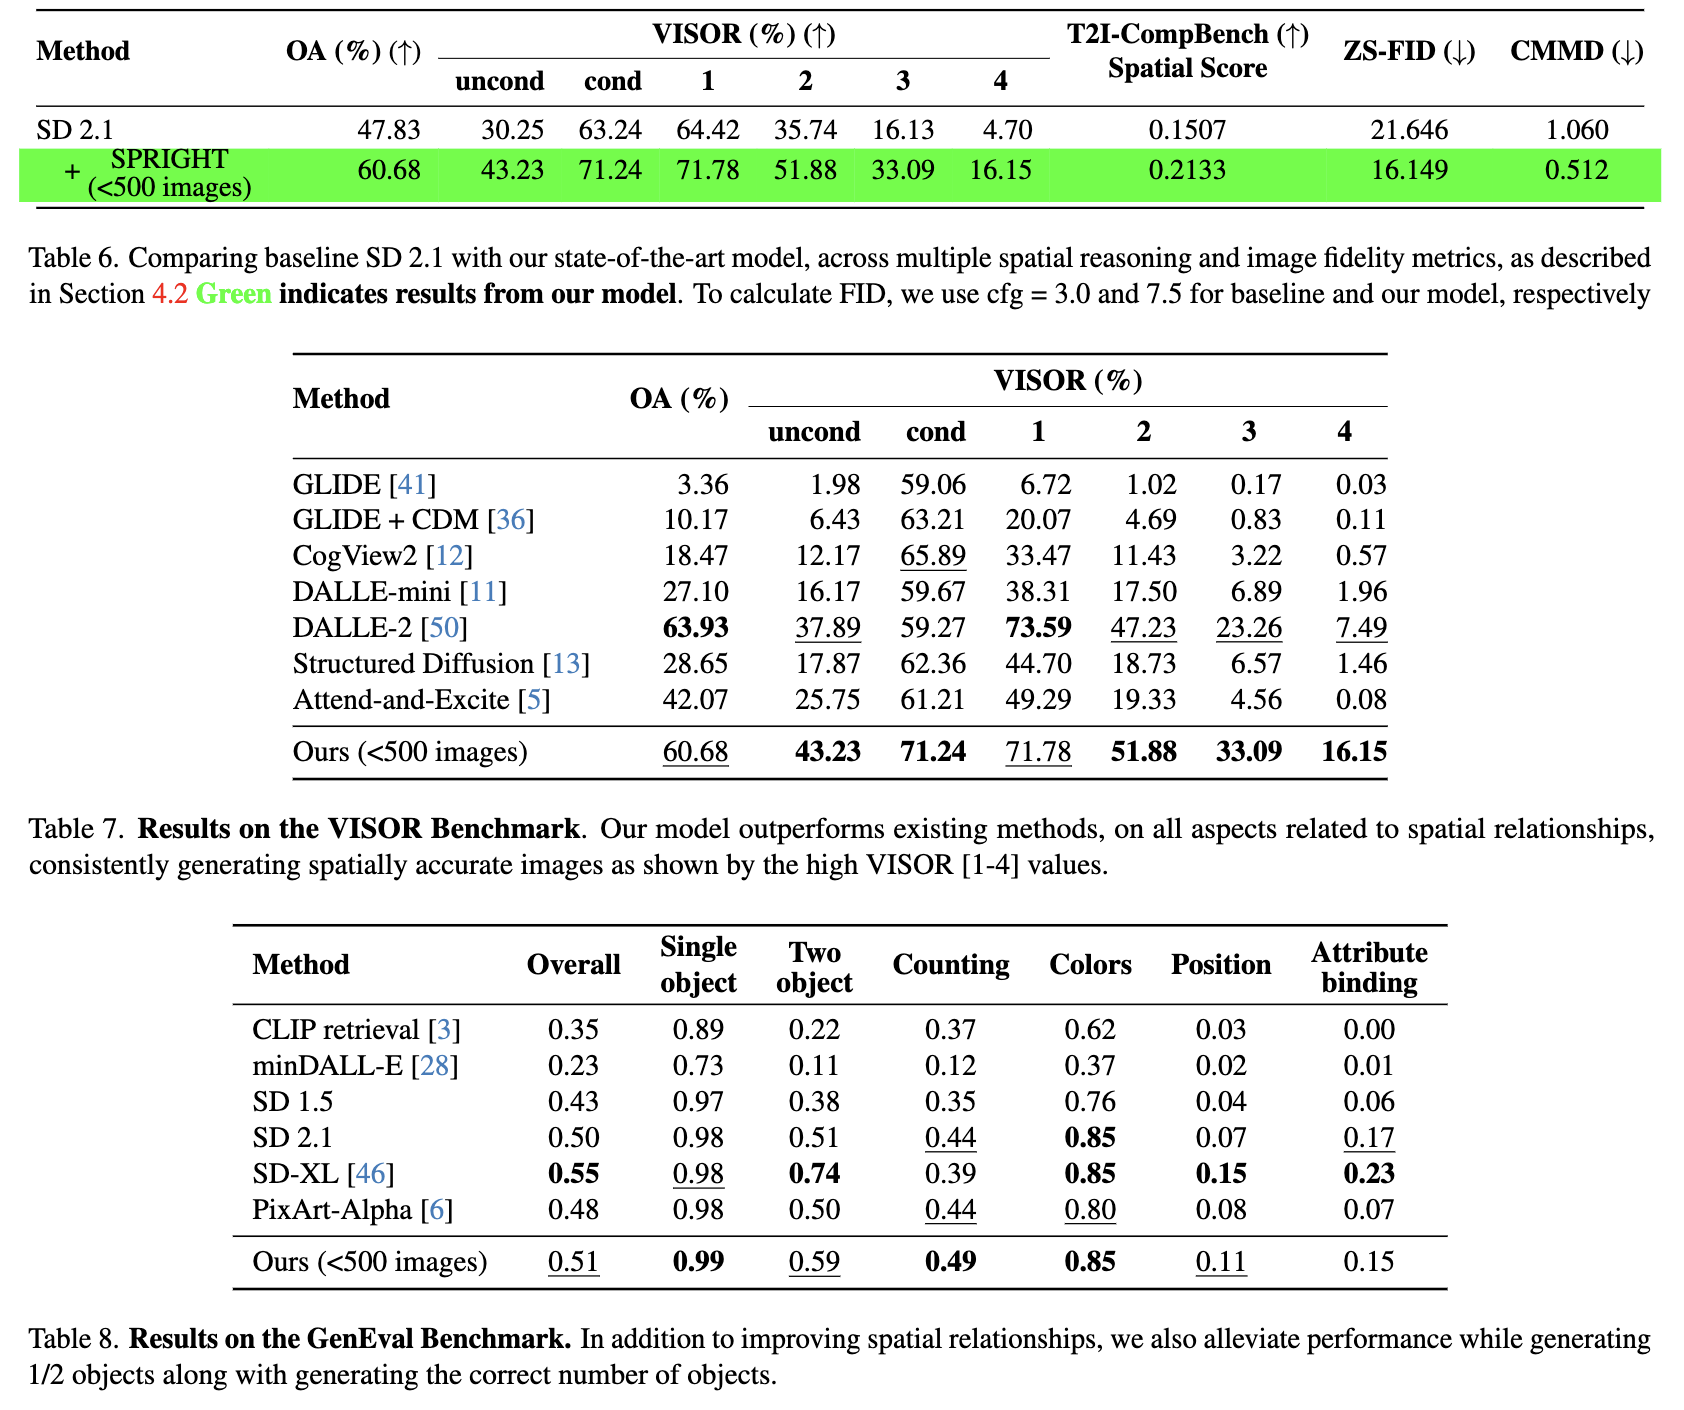 Method OA (%) (↑) VISOR (%) (↑) T2I-CompBench (↑) Spatial Score ZS-FID (↓) CMMD (↓)
uncond cond 1 2 3 4
SD 2.1 47.83 30.25 63.24 64.42 35.74 16.13 4.70 0.1507 21.646 1.060
+ SPRIGHT (<500 images) 60.68 43.23 71.24 71.78 51.88 33.09 16.15 0.2133 16.149 0.512
Table 6. Comparing baseline SD 2.1 with our state-of-the-art model, across multiple spatial reasoning and image fidelity metrics, as described
in Section 4.2 Green indicates results from our model. To calculate FID, we use cfg = 3.0 and 7.5 for baseline and our model, respectively
Method OA (%) VISOR (%)
uncond cond 1 2 3 4
GLIDE [41] 3.36 1.98 59.06 6.72 1.02 0.17 0.03
GLIDE + CDM [36] 10.17 6.43 63.21 20.07 4.69 0.83 0.11
CogView2 [12] 18.47 12.17 65.89 33.47 11.43 3.22 0.57
DALLE-mini [11] 27.10 16.17 59.67 38.31 17.50 6.89 1.96
DALLE-2 [50] 63.93 37.89 59.27 73.59 47.23 23.26 7.49
Structured Diffusion [13] 28.65 17.87 62.36 44.70 18.73 6.57 1.46
Attend-and-Excite [5] 42.07 25.75 61.21 49.29 19.33 4.56 0.08
Ours (<500 images) 60.68 43.23 71.24 71.78 51.88 33.09 16.15
Table 7. Results on the VISOR Benchmark. Our model outperforms existing methods, on all aspects related to spatial relationships,
consistently generating spatially accurate images as shown by the high VISOR [1-4] values.
Method Overall Single object Two object Counting Colors Position Attribute binding
CLIP retrieval [3] 0.35 0.89 0.22 0.37 0.62 0.03 0.00
minDALL-E [28] 0.23 0.73 0.11 0.12 0.37 0.02 0.01
SD 1.5 0.43 0.97 0.38 0.35 0.76 0.04 0.06
SD 2.1 0.50 0.98 0.51 0.44 0.85 0.07 0.17
SD-XL [46] 0.55 0.98 0.74 0.39 0.85 0.15 0.23
PixArt-Alpha [6] 0.48 0.98 0.50 0.44 0.80 0.08 0.07
Ours (<500 images) 0.51 0.99 0.59 0.49 0.85 0.11 0.15
Table 8. Results on the GenEval Benchmark. In addition to improving spatial relationships, we also alleviate performance while generating
1/2 objects along with generating the correct number of objects.